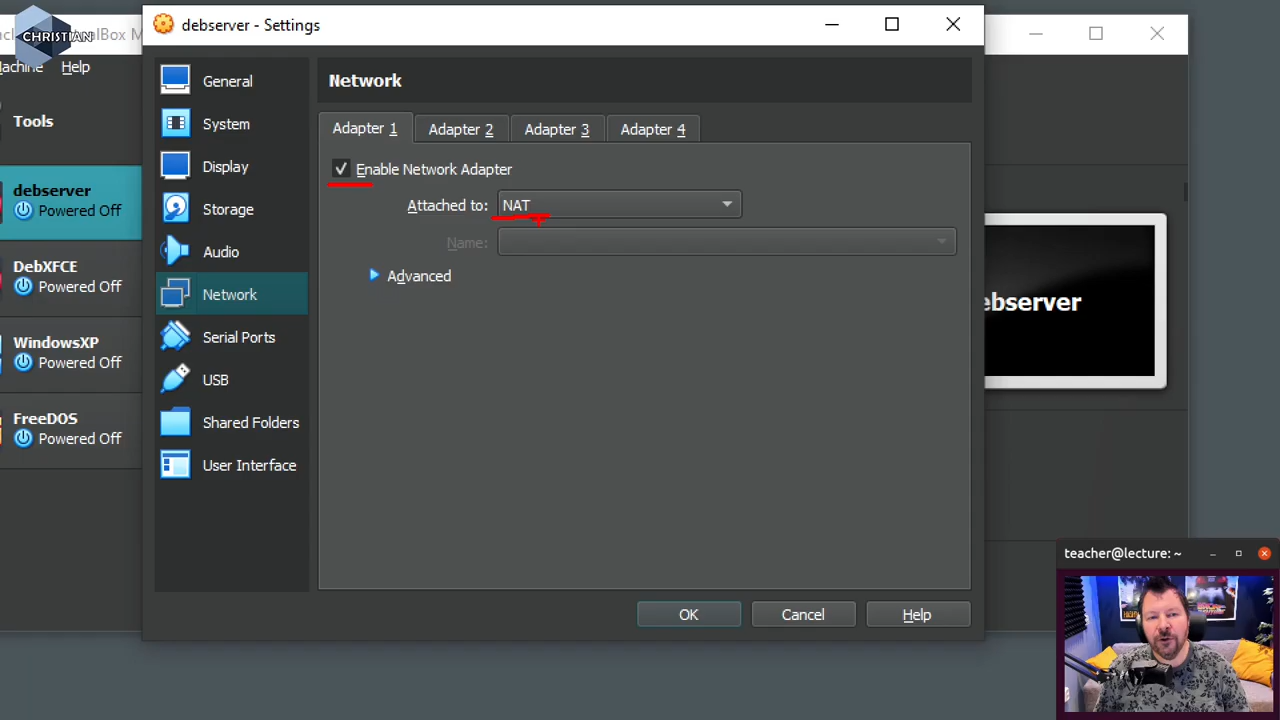 CHRISTIAN
debserver - Settings
Help
Tools
debserver
Powered Off
DebXFCE
Powered Off
WindowsXP
Powered Off
FreeDOS
Powered Off
General
System
Display
Storage
Audio
Network
Serial Ports
USB
Shared Folders
User Interface
Network
Adapter 1 Adapter 2 Adapter 3 Adapter 4
Enable Network Adapter
Attached to: NAT
Name:
Advanced
ebserver
OK Cancel Help
teacher@lecture: ~